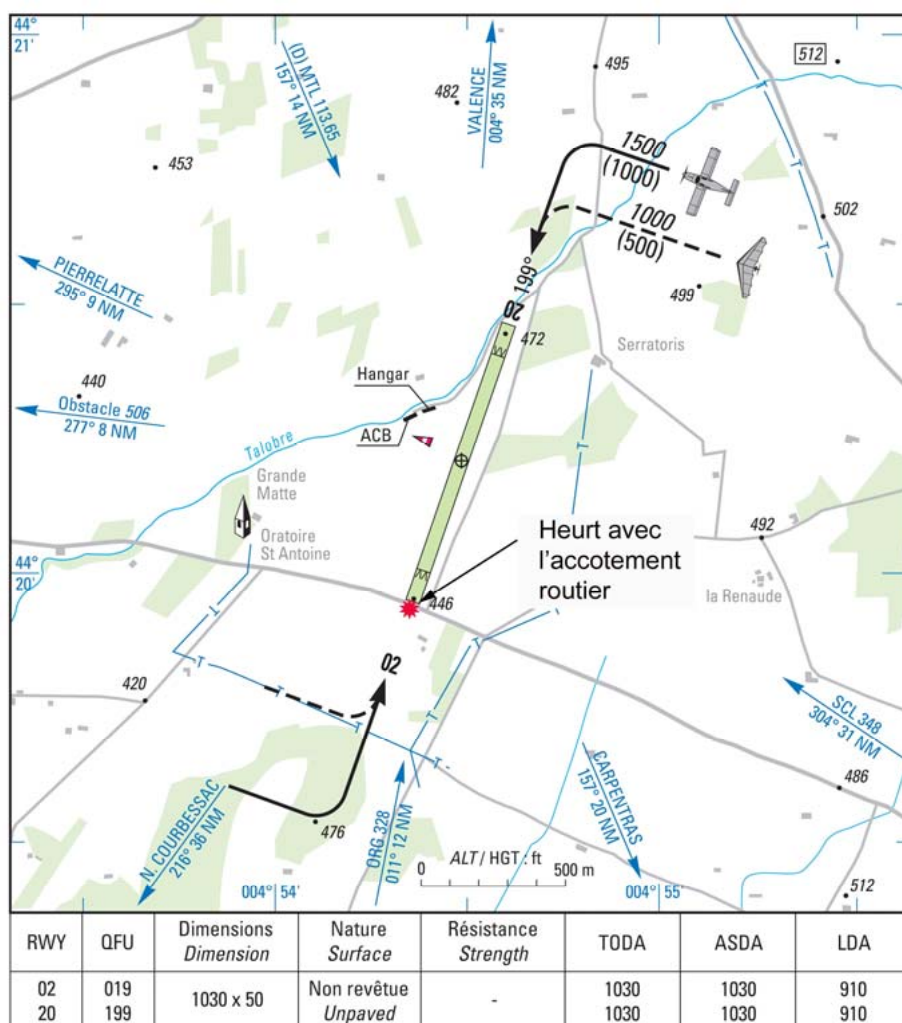 44°
21'
(D) MTL 113.65
157° 14 NM
482
VALENCE
004° 35 NM
495
512
453
1500
(1000)
1000
(500)
502
PIERRELATTE
295° 9 NM
499
199°
20
472
Serratoris
440
Hangar
Obstacle 506
277° 8 NM
ACB
Talobre
Grande
Matte
Oratoire
St Antoine
492
Heurt avec
l'accotement
routier
44°
20'
446
la Renaude
02
420
SCL 348
304° 31 NM
N. COURBESSAC
216° 36 NM
476
ORG 328
011° 12 NM
CARPENTRAS
157° 20 NM
486
ALT / HGT : ft
0 500 m
004° 54'
004° 55'
512
RWY QFU Dimensions Nature Résistance TODA ASDA LDA
Dimension Surface Strength
02 019 1030 x 50 Non revêtue - 1030 1030 910
20 199 Unpaved 1030 1030 910